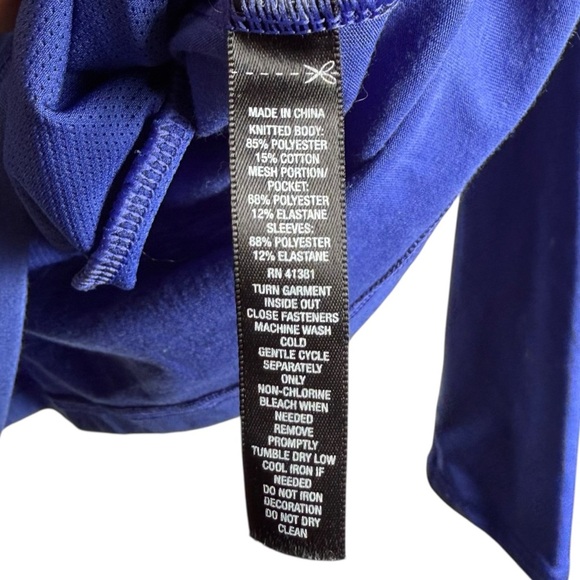 MADE IN CHINA
KNITTED BODY:
85% POLYESTER
15% COTTON
MESH PORTION/
POCKET:
88% POLYESTER
12% ELASTANE
SLEEVES:
88% POLYESTER
12% ELASTANE
RN 41381
TURN GARMENT
INSIDE OUT
CLOSE FASTENERS
MACHINE WASH
COLD
GENTLE CYCLE
SEPARATELY
ONLY
NON-CHLORINE
BLEACH WHEN
NEEDED
REMOVE
PROMPTLY
TUMBLE DRY LOW
COOL IRON IF
NEEDED
DO NOT IRON
DECORATION
DO NOT DRY
CLEAN